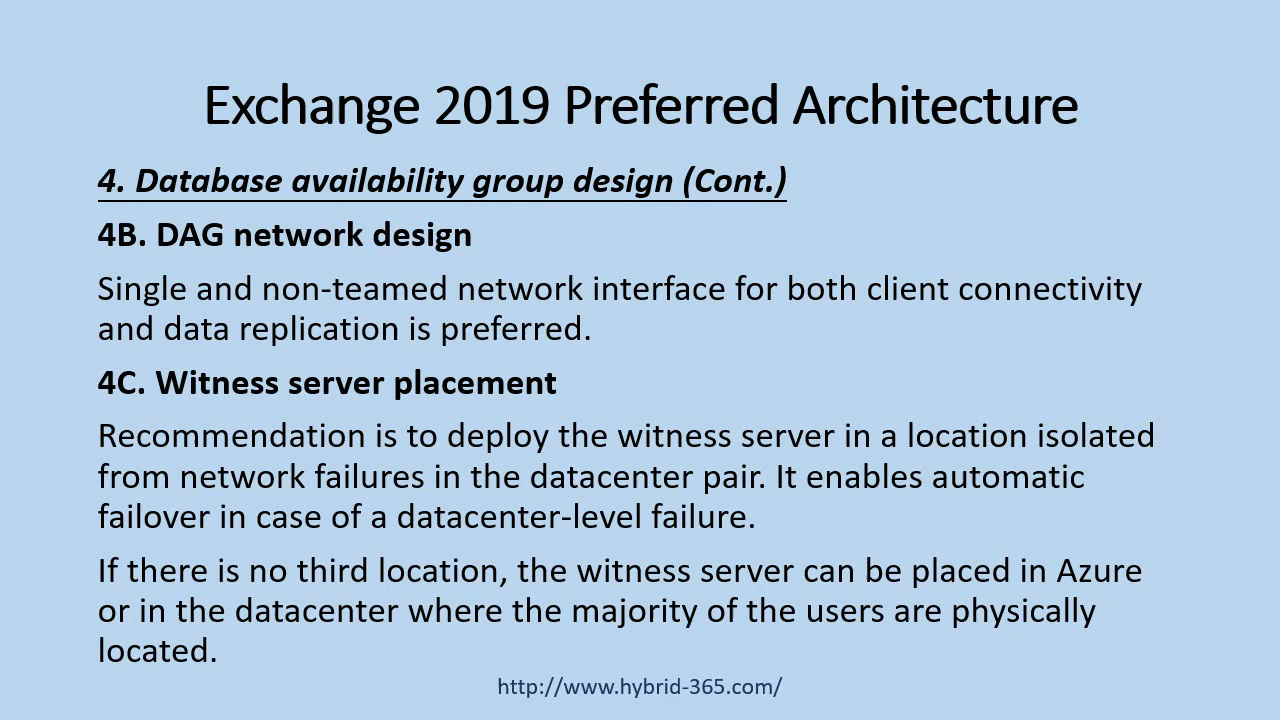 Exchange 2019 Preferred Architecture
4. Database availability group design (Cont.)
4B. DAG network design
Single and non-teamed network interface for both client connectivity
and data replication is preferred.
4C. Witness server placement
Recommendation is to deploy the witness server in a location isolated
from network failures in the datacenter pair. It enables automatic
failover in case of a datacenter-level failure.
If there is no third location, the witness server can be placed in Azure
or in the datacenter where the majority of the users are physically
located.
http://www.hybrid-365.com/